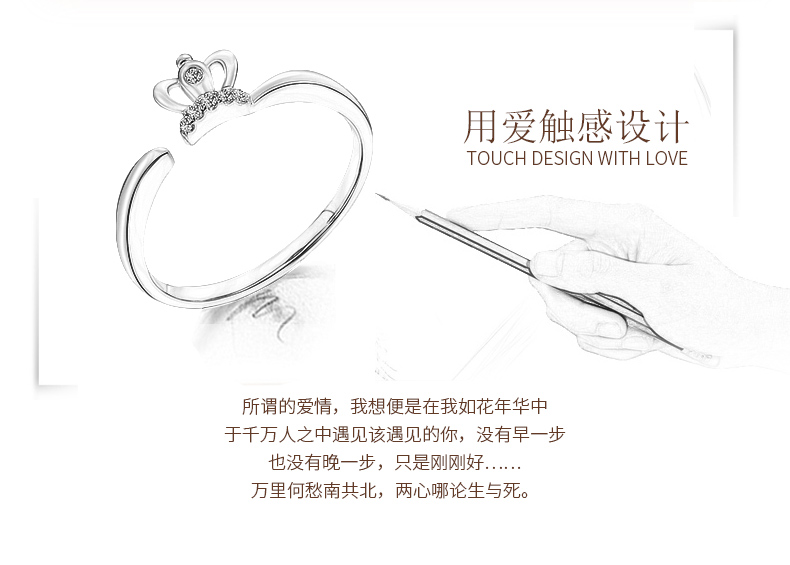 用爱触感设计
TOUCH DESIGN WITH LOVE
所谓的爱情，我想便是在我如花年华中
于千万人之中遇见该遇见的你，没有早一步
也没有晚一步，只是刚刚好……
万里何愁南共北，两心哪论生与死。